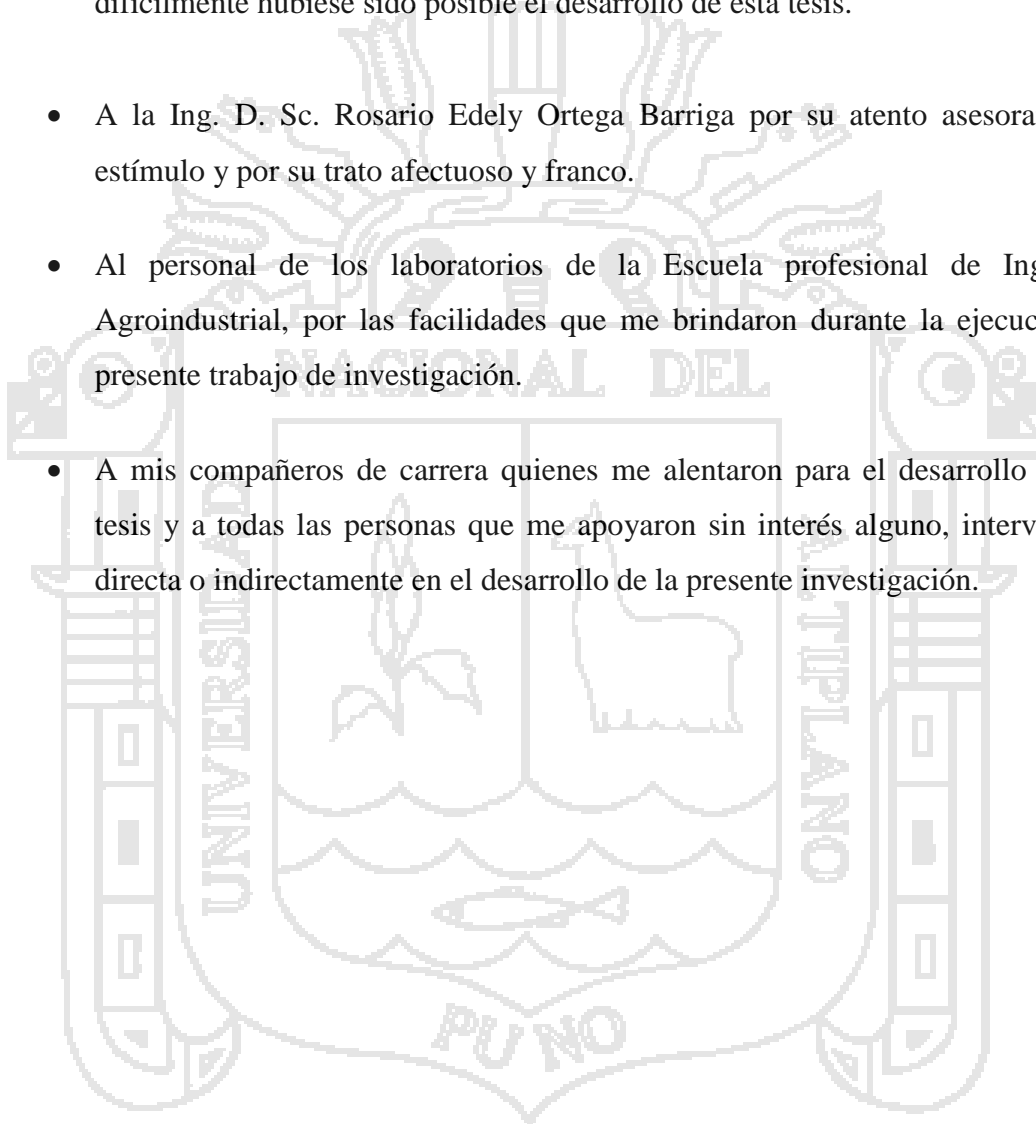 dificilmente hubiese sido posible el desarrollo de esta tesis.
• A la Ing. D. Sc. Rosario Edely Ortega Barriga por su atento asesora
estímulo y por su trato afectuoso y franco.
• Al personal de los laboratorios de la Escuela profesional de Ing
Agroindustrial, por las facilidades que me brindaron durante la ejecuc
presente trabajo de investigación.
• A mis compañeros de carrera quienes me alentaron para el desarrollo
tesis y a todas las personas que me apoyaron sin interés alguno, interv
directa o indirectamente en el desarrollo de la presente investigación.
NACIONAL DEL
UNIVERSIDAD
ALTIPLANO
PUNO